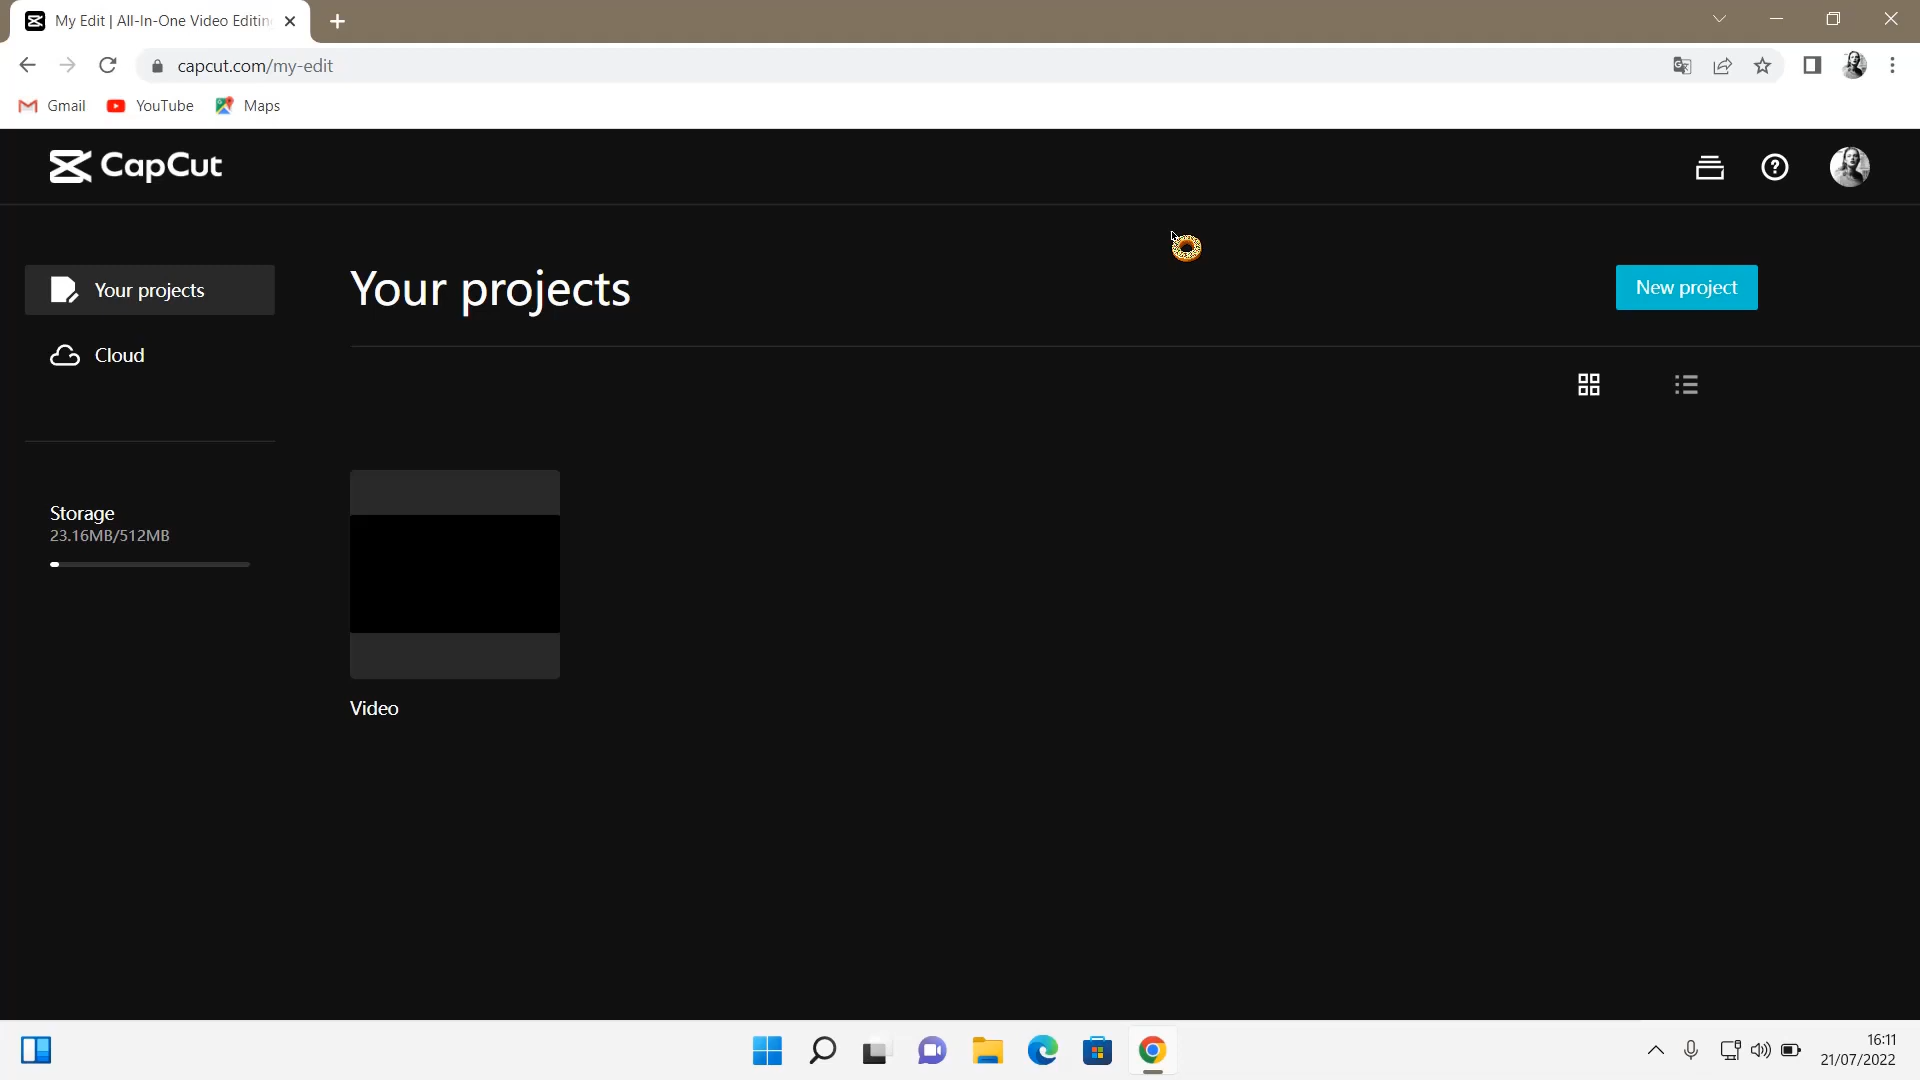 My Edit | All-In-One Video Editin
capcut.com/my-edit
Gmail
YouTube
Maps
CapCut
Your projects
Cloud
Storage
23.16MB/512MB
Your projects
New project
Video
16:11
21/07/2022